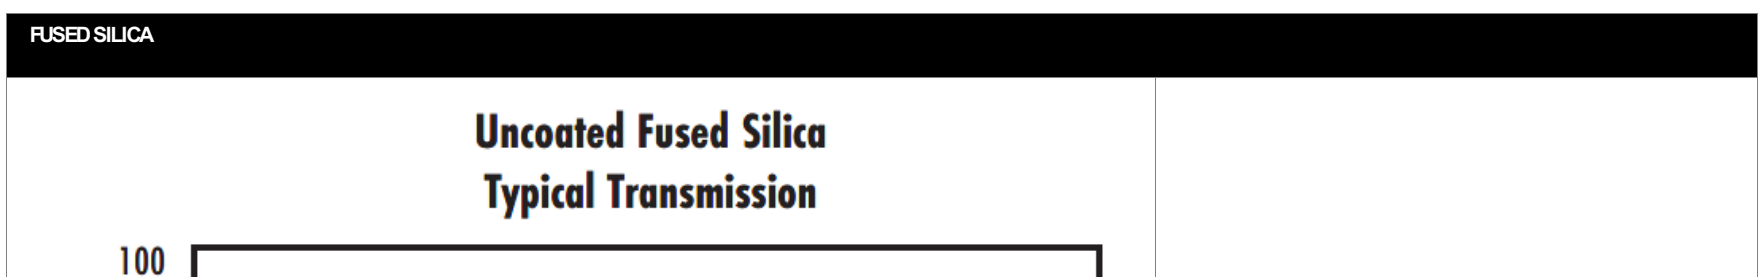 FUSED SILICA
Uncoated Fused Silica
Typical Transmission
100